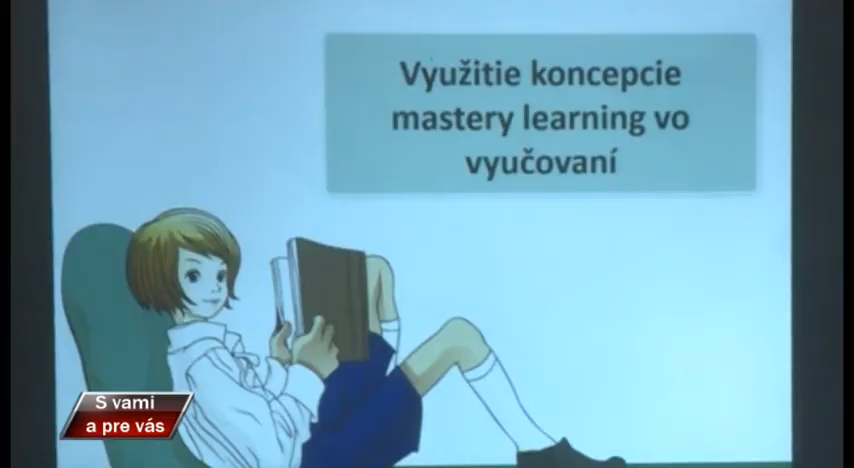 Využitie koncepcie
mastery learning vo
vyučovaní
S vami
a pre vás